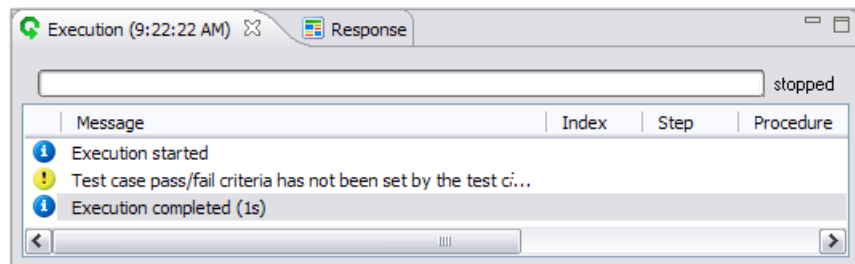 Execution (9:22:22 AM) Response
stopped
Message Index Step Procedure
Execution started
Test case pass/fail criteria has not been set by the test ci...
Execution completed (1s)